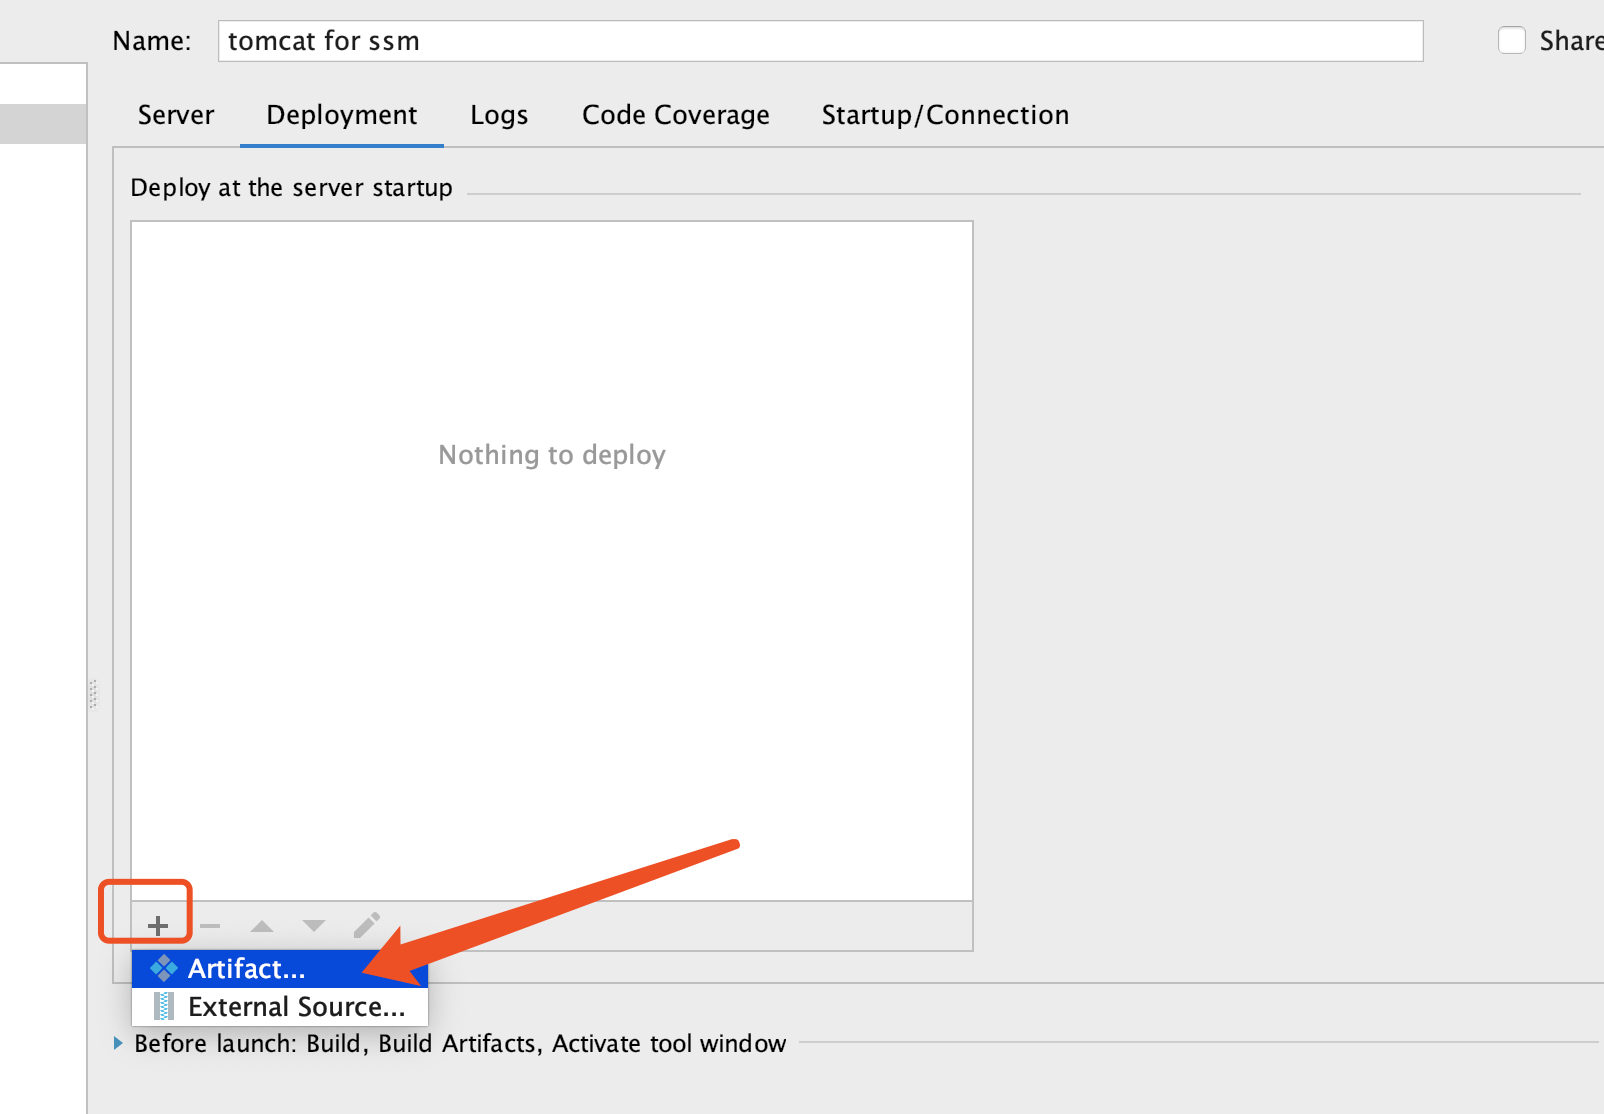 Name: tomcat for ssm Share
Server Deployment Logs Code Coverage Startup/Connection
Deploy at the server startup
Nothing to deploy
Artifact...
External Source...
Before launch: Build, Build Artifacts, Activate tool window